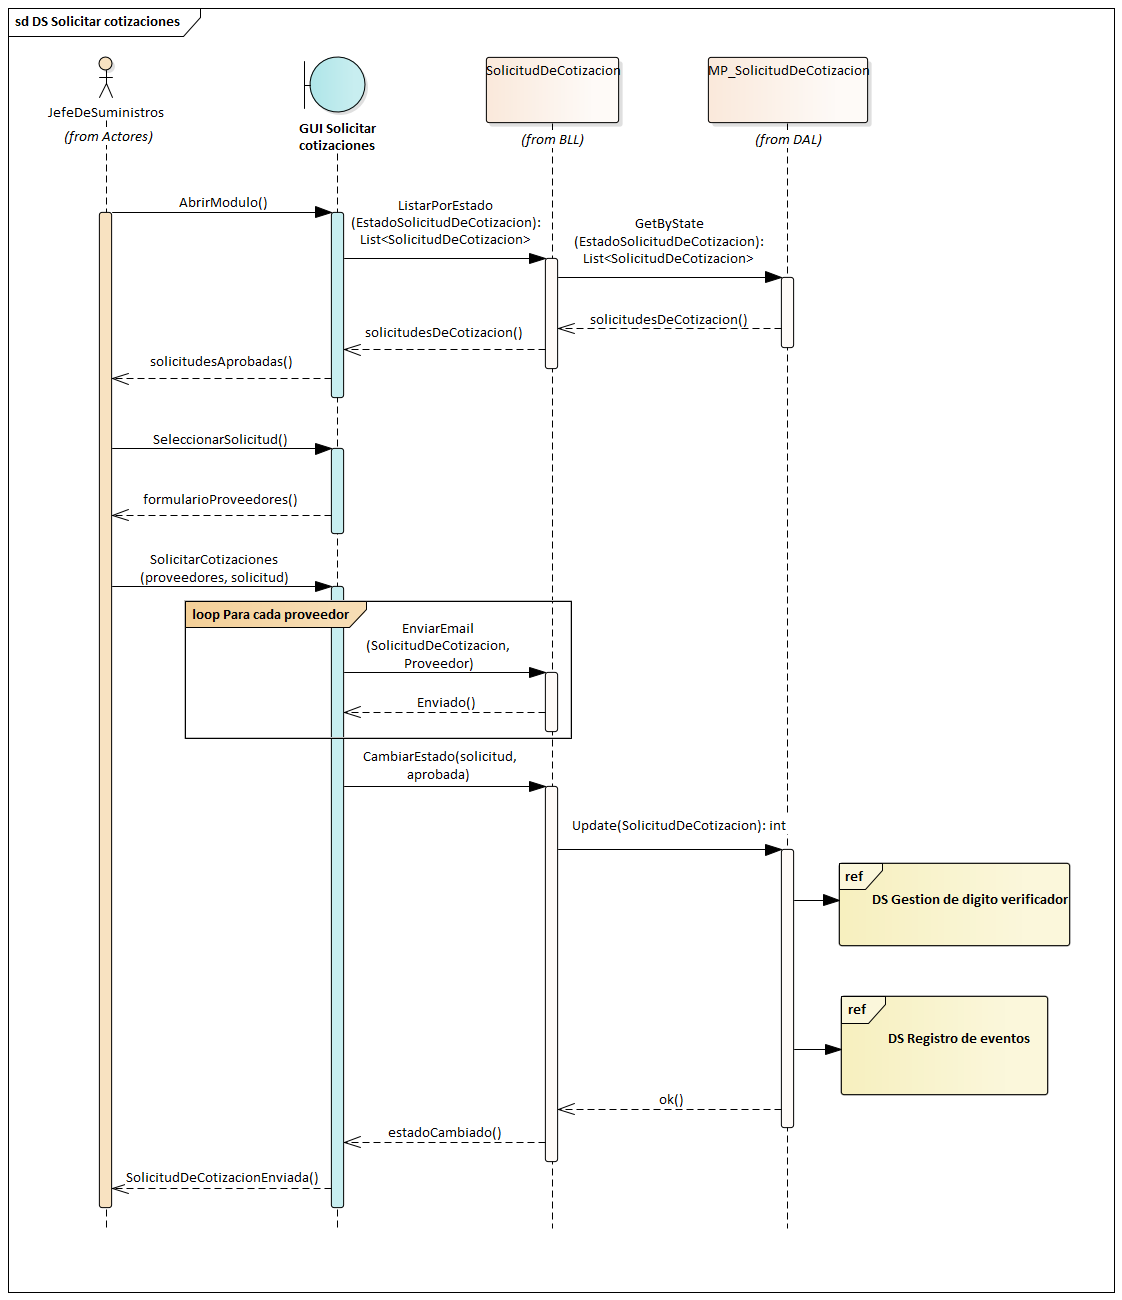 sd DS Solicitar cotizaciones
JefeDeSuministros
(from Actores)
GUI Solicitar
cotizaciones
SolicitudDeCotizacion
(from BLL)
MP_SolicitudDeCotizacion
(from DAL)
AbrirModulo()
ListarPorEstado
(EstadoSolicitudDeCotizacion):
List<SolicitudDeCotizacion>
GetByState
(EstadoSolicitudDeCotizacion):
List<SolicitudDeCotizacion>
solicitudesDeCotizacion()
solicitudesDeCotizacion()
solicitudesAprobadas()
SeleccionarSolicitud()
formularioProveedores()
SolicitarCotizaciones
(proveedores, solicitud)
loop Para cada proveedor
EnviarEmail
(SolicitudDeCotizacion,
Proveedor)
Enviado()
CambiarEstado(solicitud,
aprobada)
Update(SolicitudDeCotizacion): int
ref
DS Gestion de digito verificador
ref
DS Registro de eventos
ok()
estadoCambiado()
SolicitudDeCotizacionEnviada()